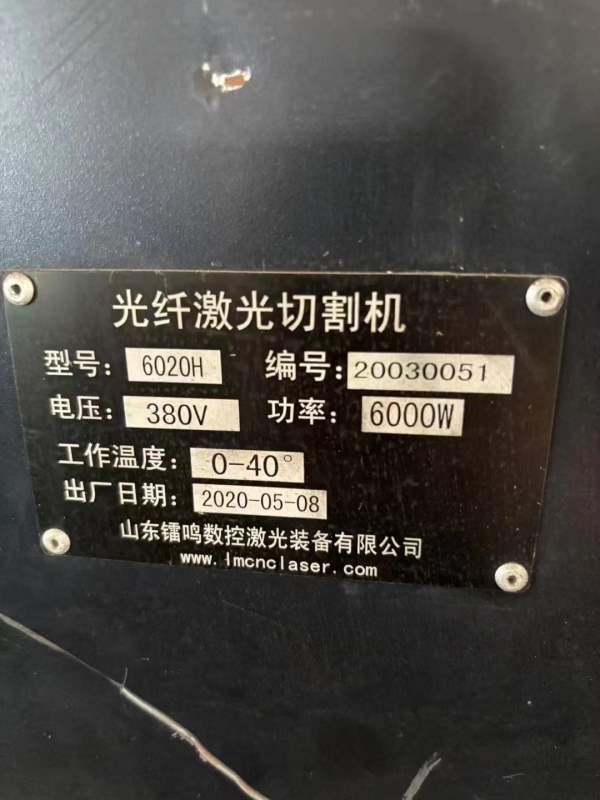 光纤激光切割机
型号: 6020H 编号: 20030051
电压: 380V 功率: 6000W
工作温度: 0-40°
出厂日期: 2020-05-08
山东镭鸣数控激光装备有限公司
www.lmcnclaser.com